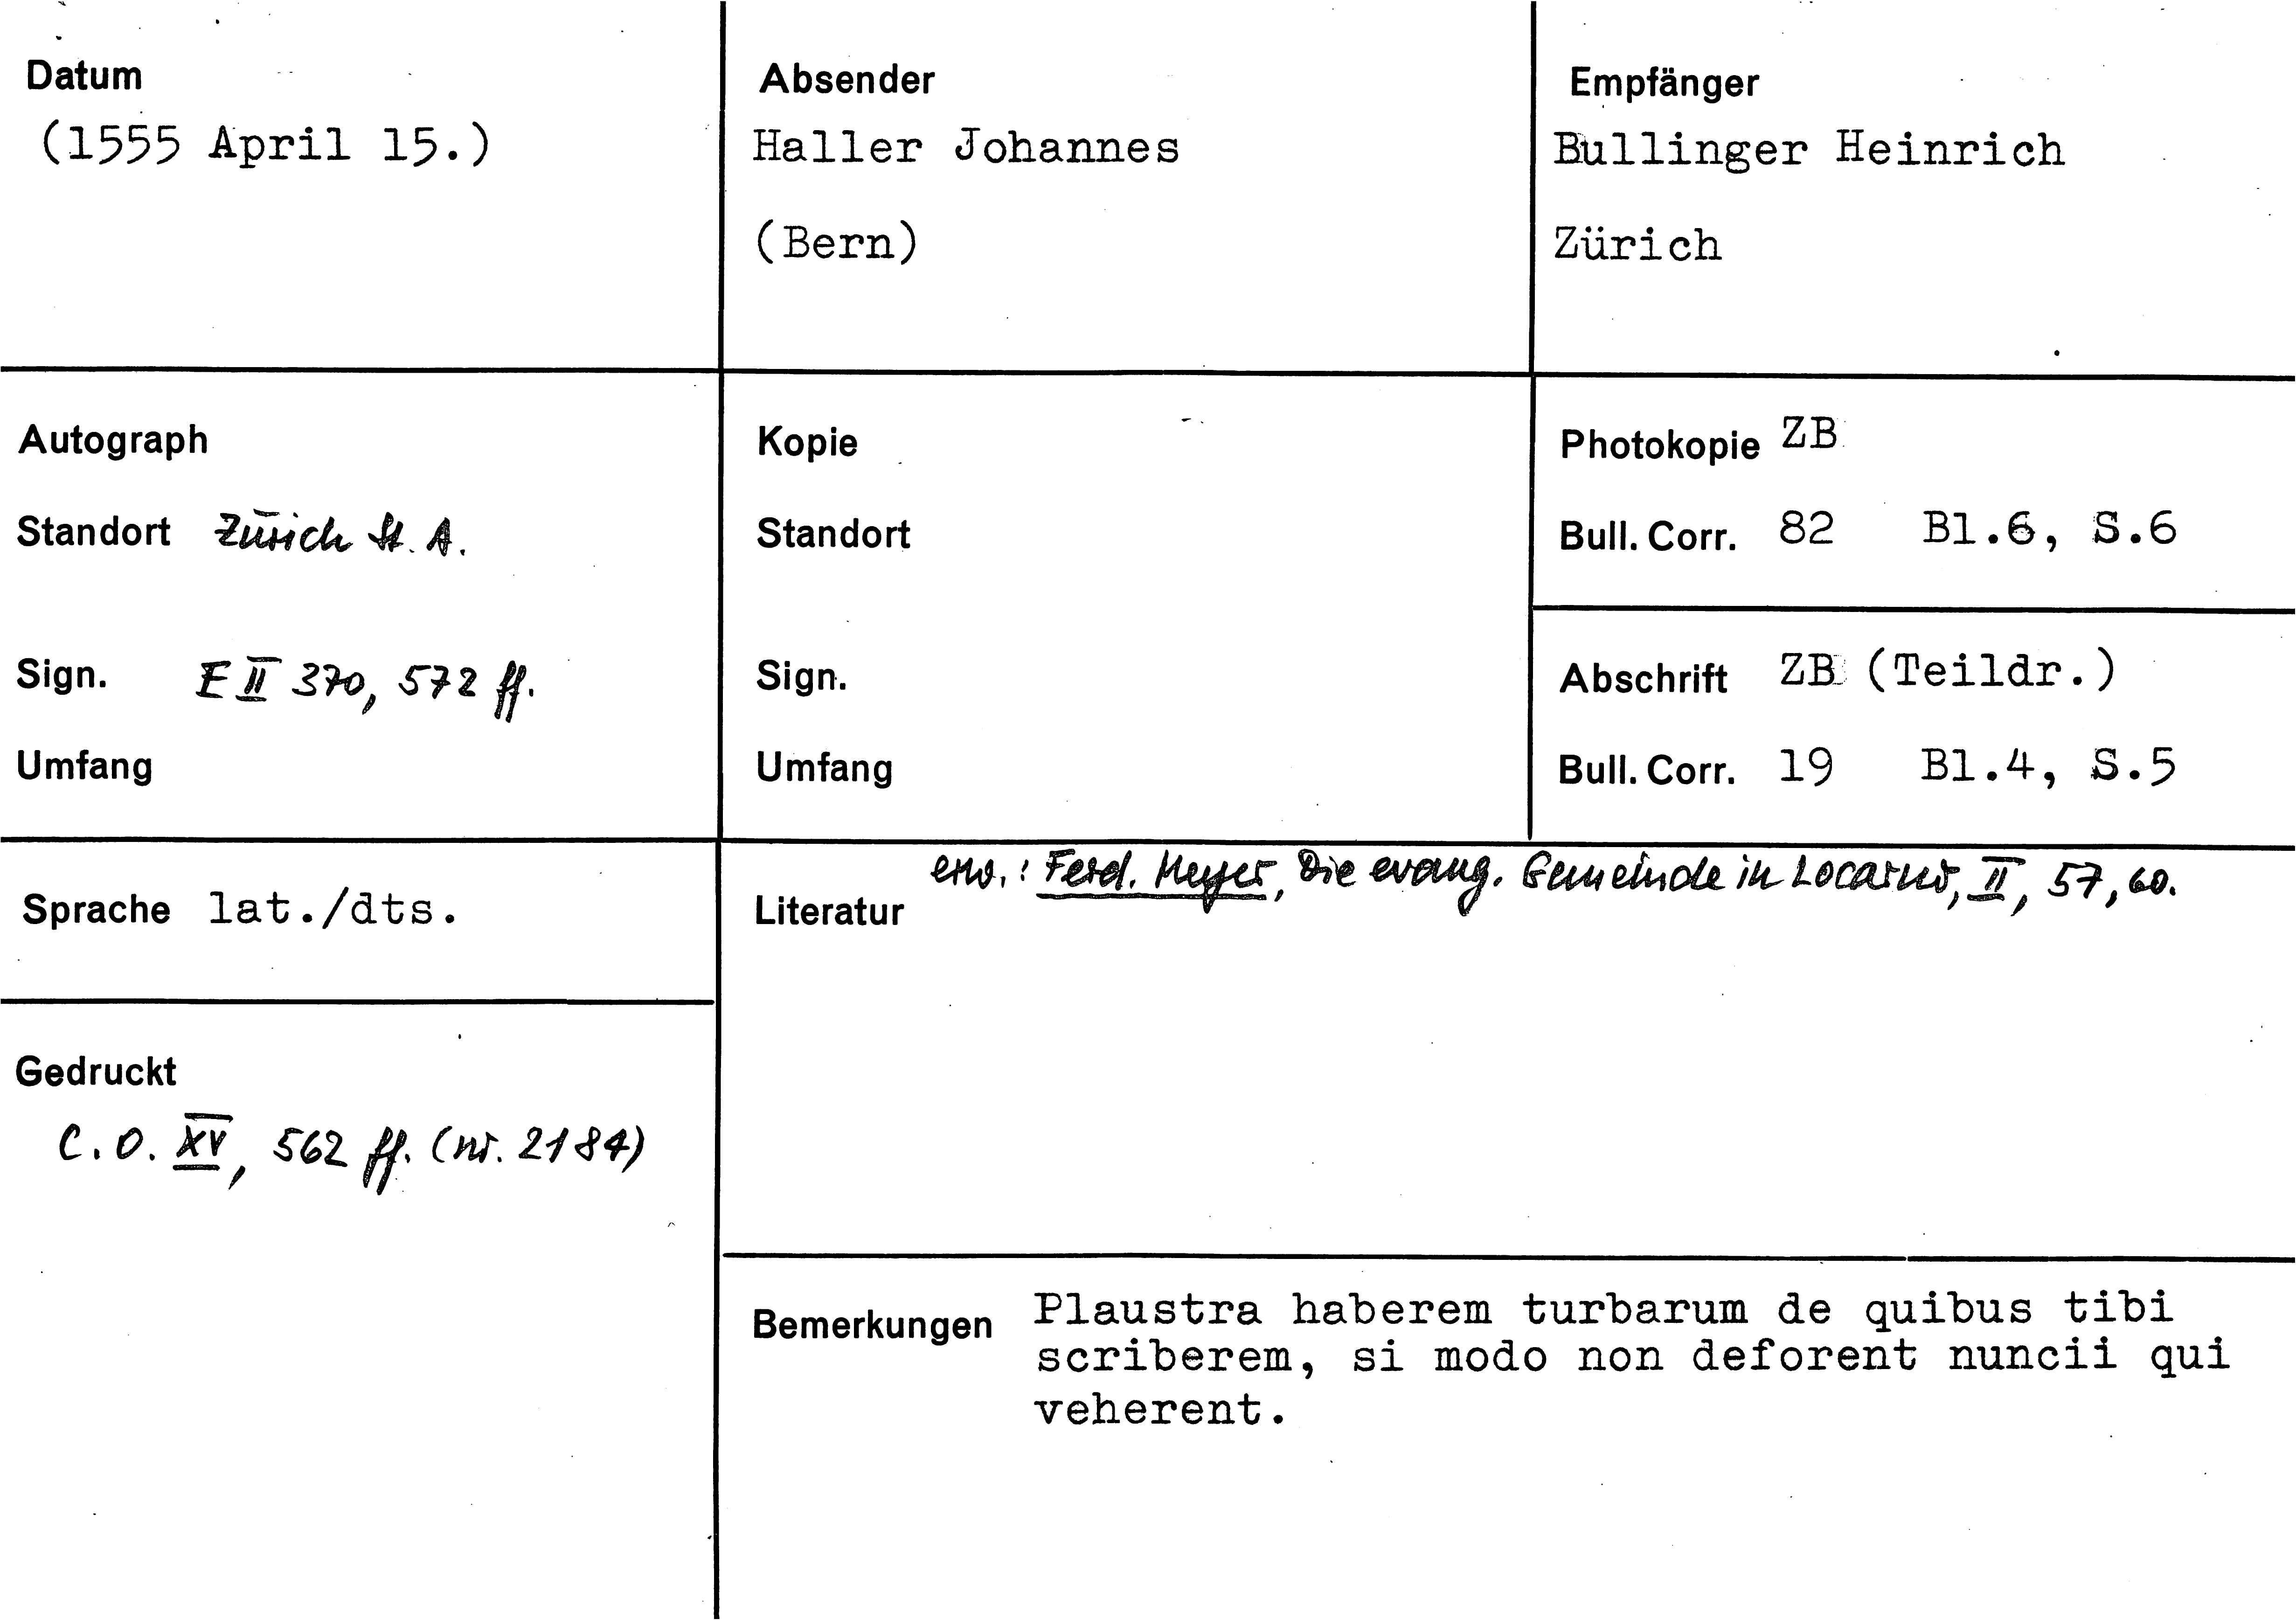 Datum
(1555 April 15.)
Absender
Haller Johannes
(Bern)
Empfänger
Bullinger Heinrich
Zürich
Autograph
Standort Zürich St. A.
Sign. E II 370, 572 ff.
Umfang
Kopie
Standort
Sign.
Umfang
Photokopie ZB
Bull. Corr. 82 Bl.6, S.6
Abschrift ZB (Teildr.)
Bull. Corr. 19 Bl.4, S.5
Sprache lat./dts.
Literatur erw.: Ferd. Meyer, Die evang. Gemeinde in Locarno, II, 57, 60.
Gedruckt
C. O. XV, 562 ff. (nr. 2184)
Bemerkungen Plaustra haberem turbarum de quibus tibi
scriberem, si modo non deforent nuncii qui
veherent.